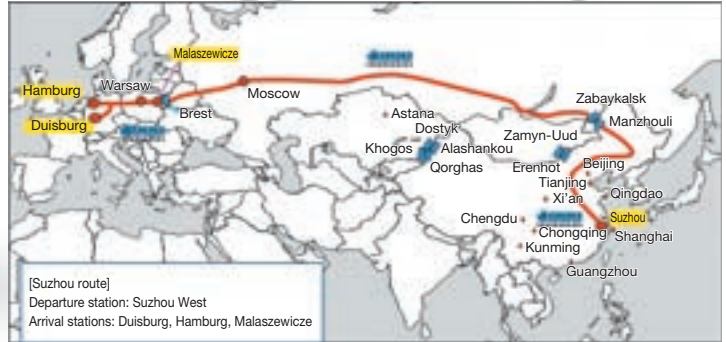 Malaszewicze
Hamburg
Warsaw
Moscow
Zabaykalsk
Duisburg
Brest
Astana
Manzhouli
Dostyk
Zamyn-Uud
Khogos
Alashankou
Beijing
Qorghas
Erenhot
Tianjing
Qingdao
Xi'an
Chengdu
Suzhou
Chongqing
Shanghai
Kunming
Guangzhou
[Suzhou route]
Departure station: Suzhou West
Arrival stations: Duisburg, Hamburg, Malaszewicze